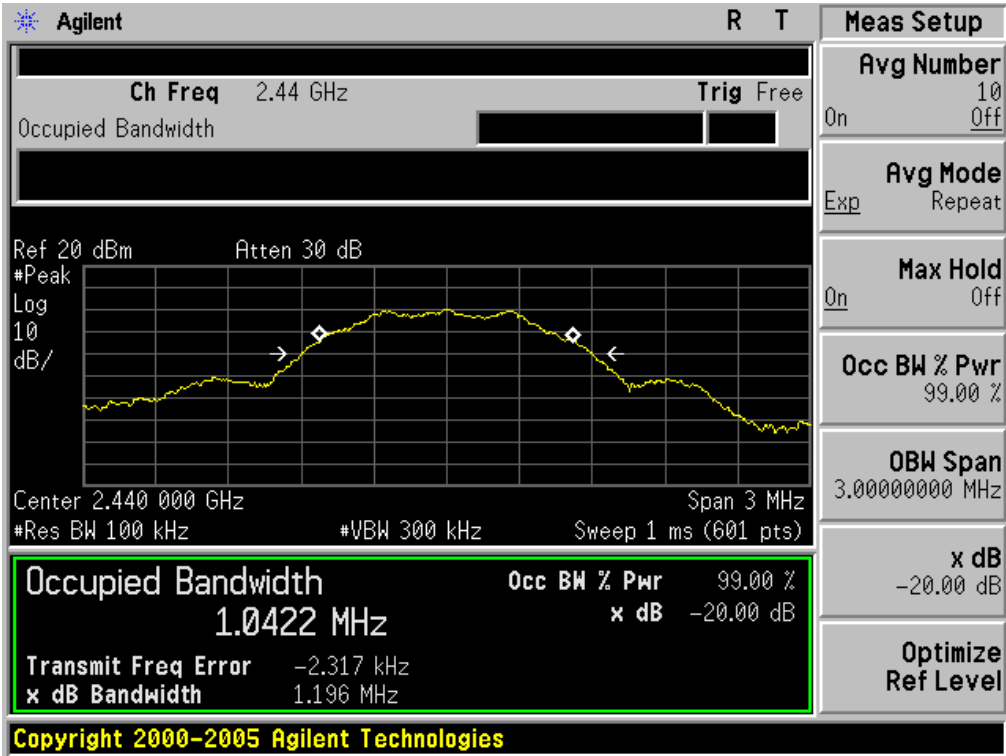 Agilent R T
Ch Freq 2.44 GHz Trig Free
Occupied Bandwidth
Ref 20 dBm Atten 30 dB
#Peak
Log
10
dB/
Center 2.440 000 GHz Span 3 MHz
#Res BW 100 kHz #VBW 300 kHz Sweep 1 ms (601 pts)
Occupied Bandwidth Occ BW % Pwr 99.00 %
1.0422 MHz x dB -20.00 dB
Transmit Freq Error -2.317 kHz
x dB Bandwidth 1.196 MHz
Copyright 2000-2005 Agilent Technologies
Meas Setup
Avg Number
10
On Off
Avg Mode
Exp Repeat
Max Hold
On Off
Occ BW % Pwr
99.00 %
OBW Span
3.00000000 MHz
x dB
-20.00 dB
Optimize
Ref Level